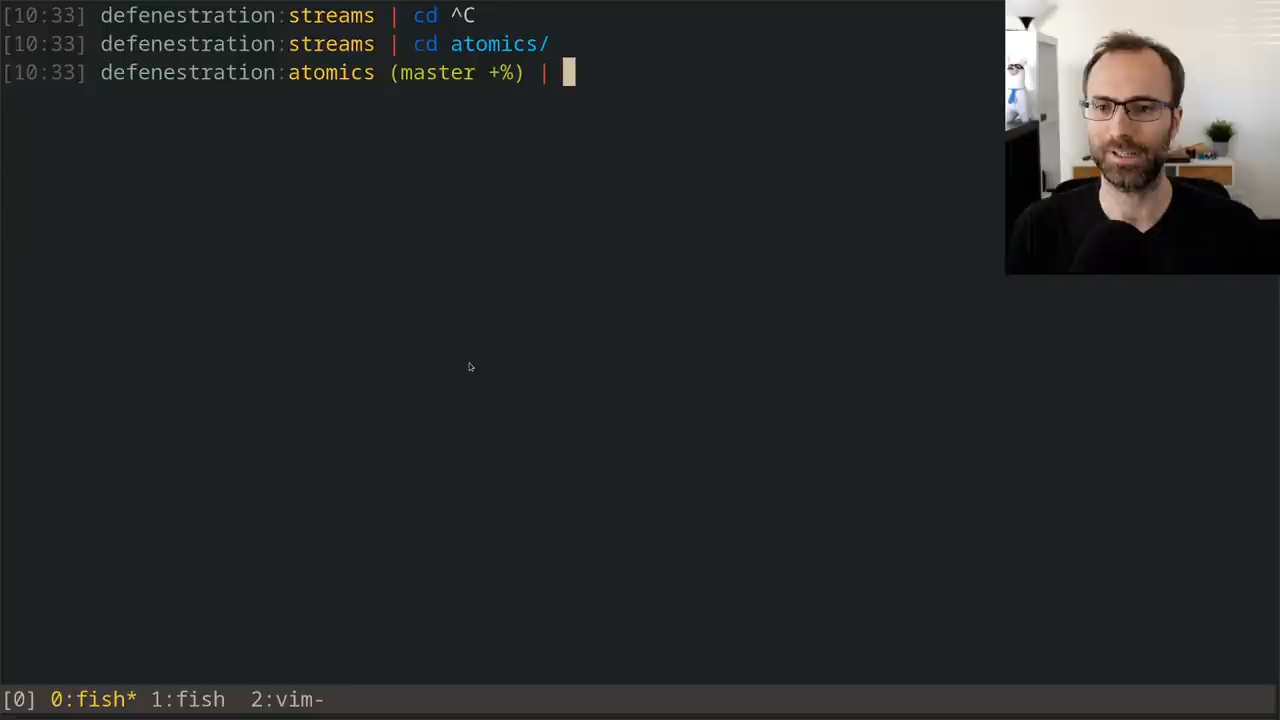 [10:33] defenestration:streams | cd ^C
[10:33] defenestration:streams | cd atomics/
[10:33] defenestration:atomics (master +%) |
[0] 0:fish* 1:fish  2:vim-